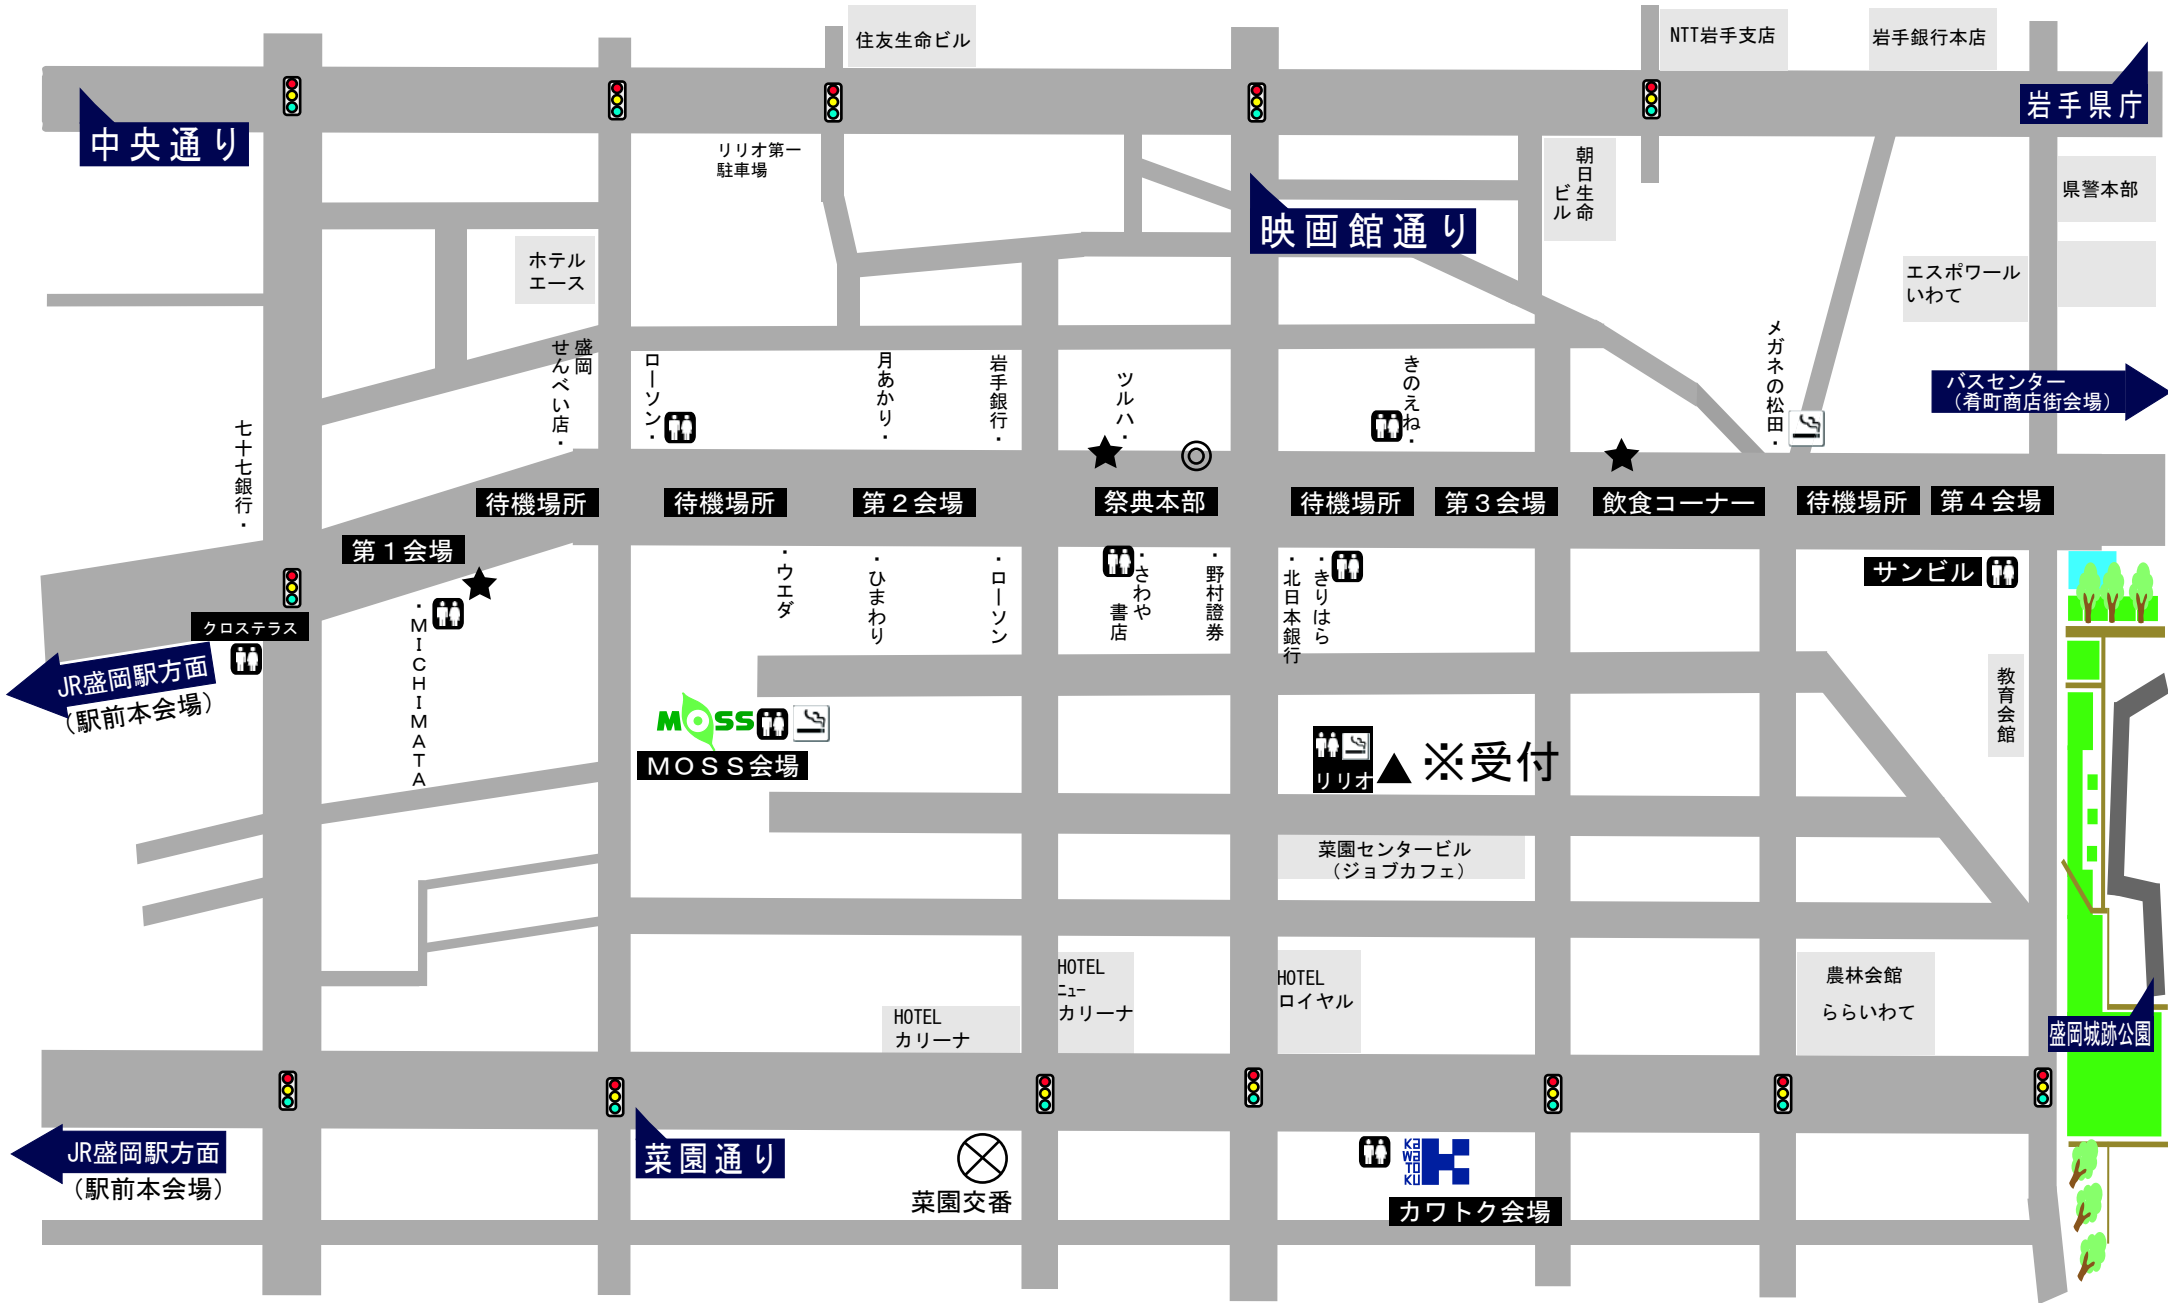 住友生命ビル
NTT岩手支店
岩手銀行本店
岩手県庁
中央通り
リリオ第一
駐車場
朝日生命
ビル
県警本部
映画館通り
ホテル
エース
エスポワール
いわて
盛岡
せんべい店・
ローソン・
月あかり・
岩手銀行・
ツルハ・
きのえね・
メガネの松田・
バスセンター
（肴町商店街会場）
七十七銀行・
待機場所
待機場所
第２会場
祭典本部
待機場所
第３会場
飲食コーナー
待機場所
第４会場
第１会場
・ウエダ
・ひまわり
・ローソン
・さわや
書店
・野村證券
・北日本銀行
・きりはら
サンビル
クロステラス
・ＭＩＣＨＩＭＡＴＡ
JR盛岡駅方面
（駅前本会場）
教育会館
MOSS
ＭＯＳＳ会場
リリオ
▲※受付
菜園センタービル
（ジョブカフェ）
HOTEL
ニュー
カリーナ
HOTEL
ロイヤル
農林会館
ららいわて
HOTEL
カリーナ
盛岡城跡公園
JR盛岡駅方面
（駅前本会場）
菜園通り
菜園交番
KAWATOKU
カワトク会場